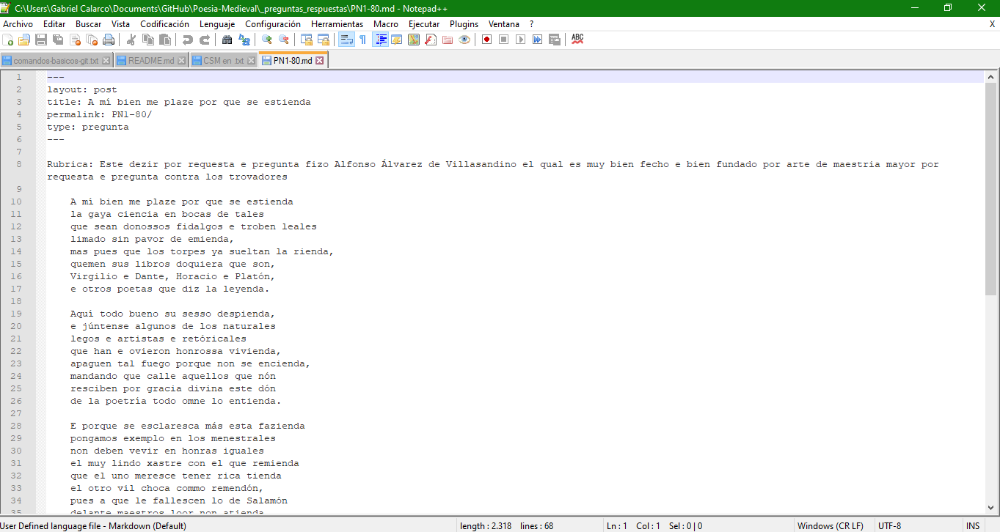 C:\Users\Gabriel Calarco\Documents\GitHub\Poesia-Medieval\_preguntas_respuestas\PN1-80.md - Notepad++
Archivo Editar Buscar Vista Codificación Lenguaje Configuración Herramientas Macro Ejecutar Plugins Ventana ? X
comandos-basicos-git.txt README.md CSM en .txt PN1-80.md
1 ---
2 layout: post
3 title: A mí bien me plaze por que se estienda
4 permalink: PN1-80/
5 type: pregunta
6 ---
7
8 Rubrica: Este dezir por requesta e pregunta fizo Alfonso Álvarez de Villasandino el qual es muy bien fecho e bien fundado por arte de maestria mayor por
requesta e pregunta contra los trovadores
9
10 A mí bien me plaze por que se estienda
11 la gaya ciencia en bocas de tales
12 que sean donossos fidalgos e troben leales
13 limado sin pavor de emienda,
14 mas pues que los torpes ya sueltan la rienda,
15 quemen sus libros doquiera que son,
16 Virgilio e Dante, Horacio e Platón,
17 e otros poetas que diz la leyenda.
18
19 Aquí todo bueno su sesso despienda,
20 e júntense algunos de los naturales
21 legos e artistas e retóricales
22 que han e ovieron honrossa vivienda,
23 apaguen tal fuego porque non se encienda,
24 mandando que calle aquellos que nón
25 resciben por gracia divina este dón
26 de la poetría todo omne lo entienda.
27
28 E porque se esclaresca más esta fazienda
29 pongamos exemplo en los menestrales
30 non deben vevir en honras iguales
31 el muy lindo xastre con el que remienda
32 que el uno meresce tener rica tienda
33 el otro vil choca commo remendón,
34 pues a que le fallescen lo de Salamón
35 delante maestros loor non atienda
User Defined language file - Markdown (Default) length : 2.318 lines : 68 Ln : 1 Col : 1 Sel : 0 | 0 Windows (CR LF) UTF-8 INS